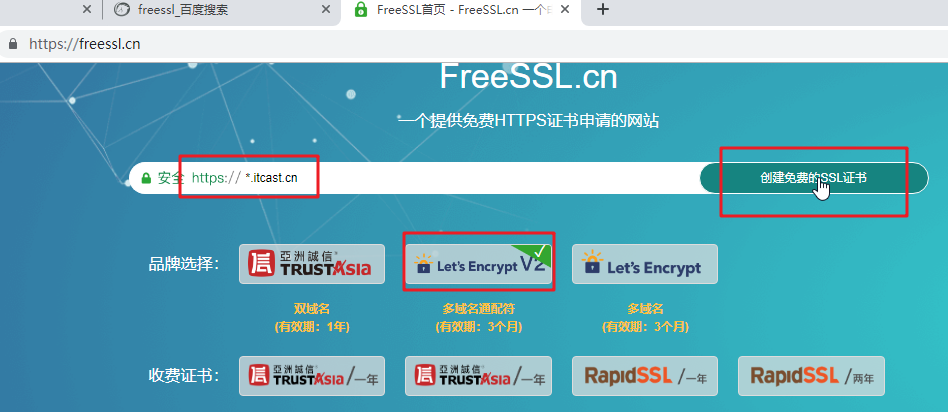 freessl_百度搜索
FreeSSL首页 - FreeSSL.cn 一个
https://freessl.cn
FreeSSL.cn
一个提供免费HTTPS证书申请的网站
安全 https:// *.itcast.cn
创建免费的SSL证书
品牌选择：
亞洲誠信
TRUSTAsia
Let's Encrypt V2
Let's Encrypt
双域名
(有效期：1年)
多域名通配符
(有效期：3个月)
多域名
(有效期：3个月)
收费证书：
亞洲誠信
TRUSTAsia /一年
亞洲誠信
TRUSTAsia /一年
RapidSSL /一年
RapidSSL /两年